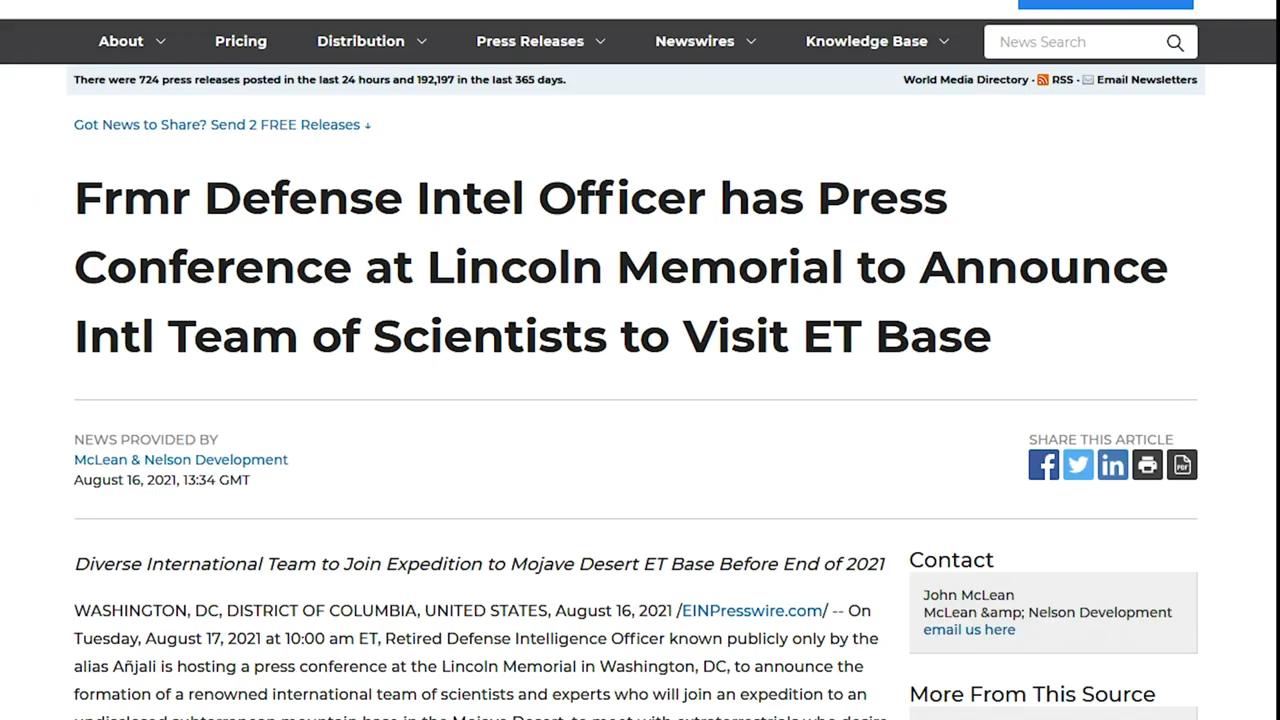 About Pricing Distribution Press Releases Newswires Knowledge Base News Search
There were 724 press releases posted in the last 24 hours and 192,197 in the last 365 days. World Media Directory · RSS · Email Newsletters
Got News to Share? Send 2 FREE Releases ↓
Frmr Defense Intel Officer has Press
Conference at Lincoln Memorial to Announce
Intl Team of Scientists to Visit ET Base
NEWS PROVIDED BY
McLean & Nelson Development
August 16, 2021, 13:34 GMT
SHARE THIS ARTICLE
PDF
Diverse International Team to Join Expedition to Mojave Desert ET Base Before End of 2021
WASHINGTON, DC, DISTRICT OF COLUMBIA, UNITED STATES, August 16, 2021 /EINPresswire.com/ -- On
Tuesday, August 17, 2021 at 10:00 am ET, Retired Defense Intelligence Officer known publicly only by the
alias Añjali is hosting a press conference at the Lincoln Memorial in Washington, DC, to announce the
formation of a renowned international team of scientists and experts who will join an expedition to an
undisclosed subterranean mountain base in the Mojave Desert, to meet with extraterrestrials who desire
Contact
John McLean
McLean &amp; Nelson Development
email us here
More From This Source